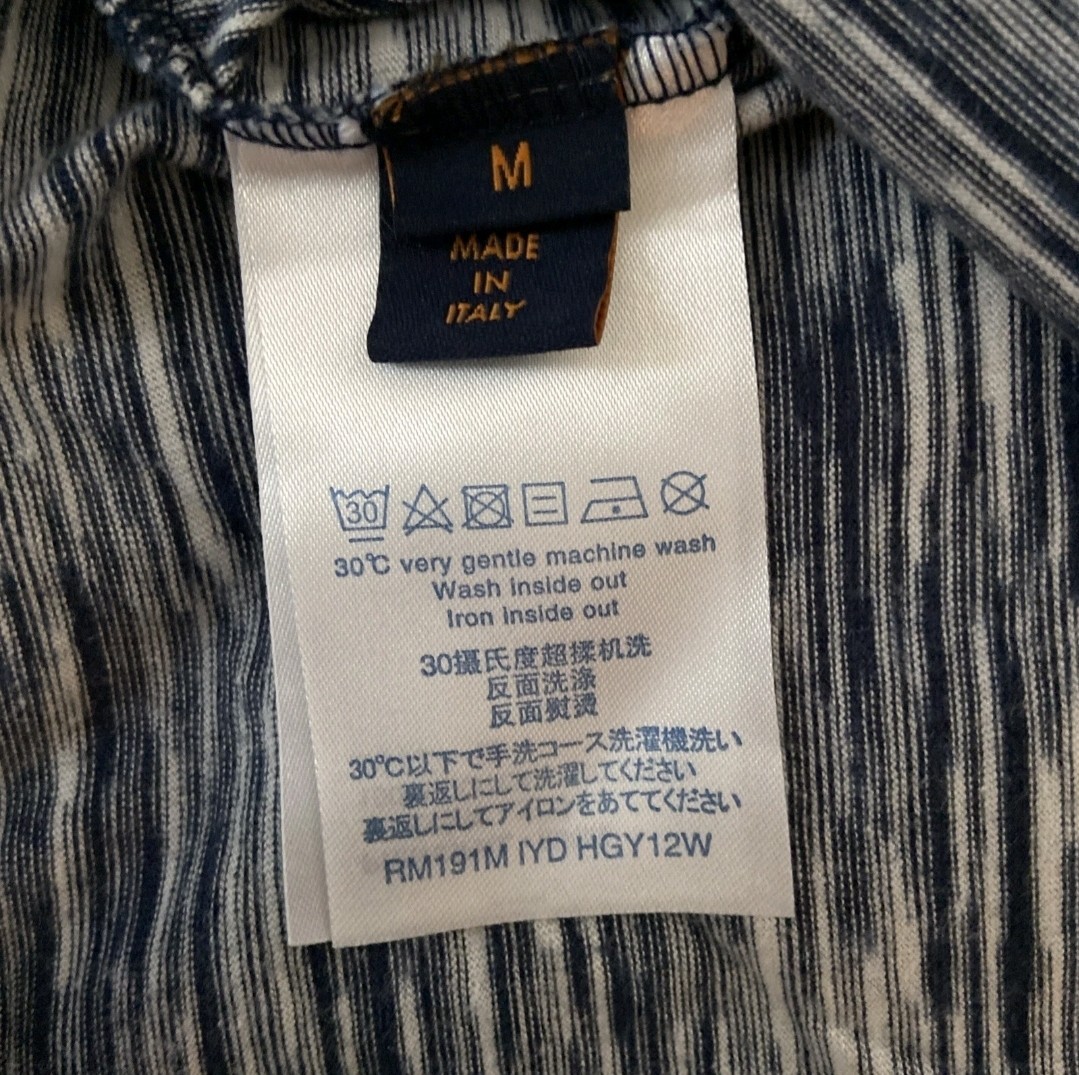 M
MADE
IN
ITALY
30
30℃ very gentle machine wash
Wash inside out
Iron inside out
30摄氏度超揉机洗
反面洗涤
反面熨烫
30℃以下で手洗コース洗濯機洗い
裏返しにして洗濯してください
裏返しにしてアイロンをあててください
RM191M IYD HGY12W